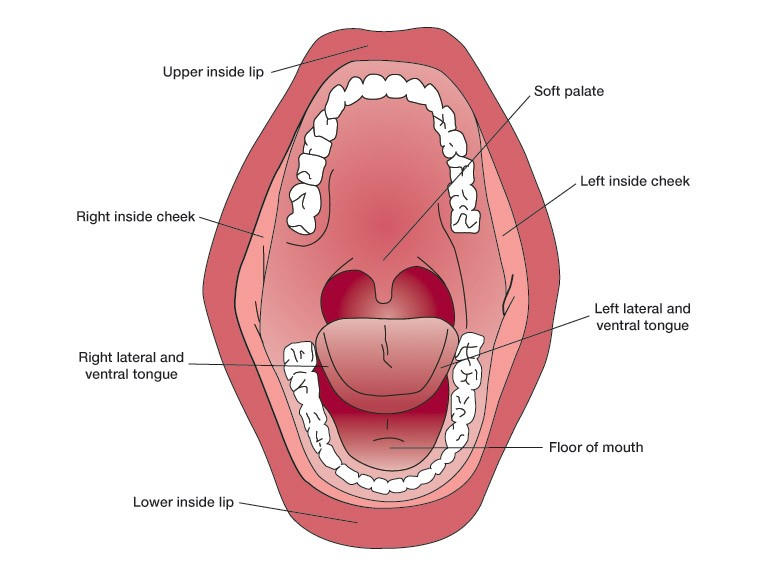 Upper inside lip
Soft palate
Left inside cheek
Right inside cheek
Left lateral and
ventral tongue
Right lateral and
ventral tongue
Floor of mouth
Lower inside lip